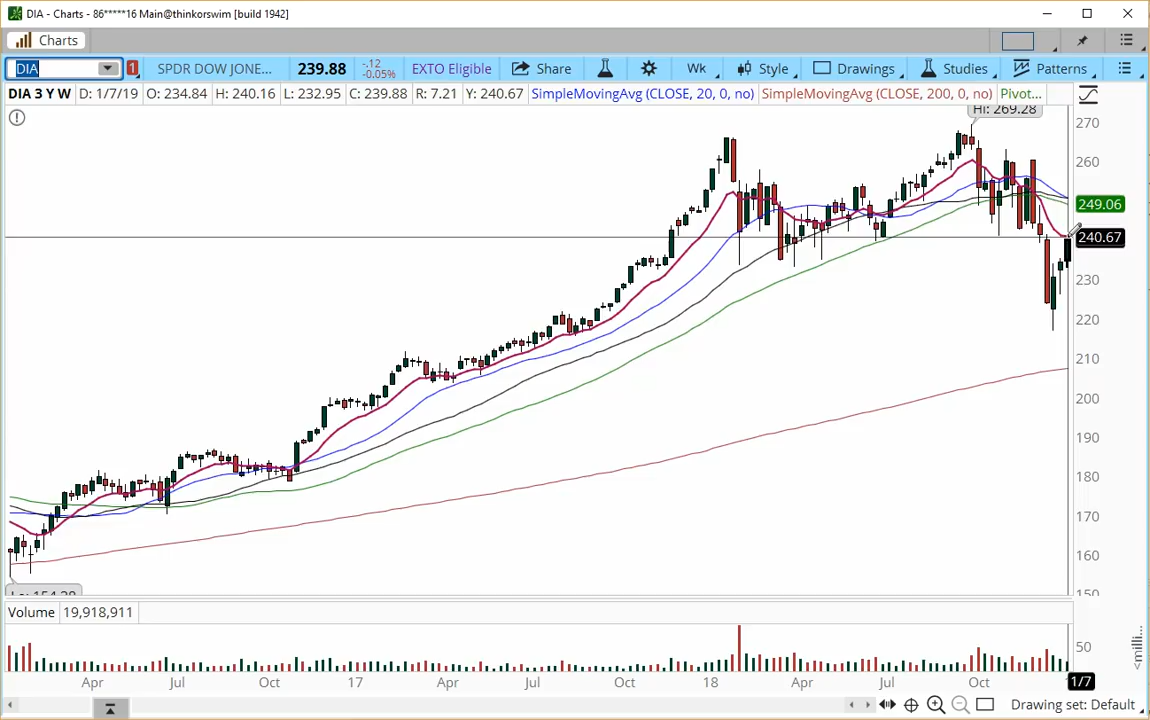 DIA - Charts - 86*****16 Main@thinkorswim [build 1942]
Charts
DIA 1 SPDR DOW JONE... 239.88 -.12 -0.05% EXTO Eligible Share Wk Style Drawings Studies Patterns
DIA 3 Y W D: 1/7/19 O: 234.84 H: 240.16 L: 232.95 C: 239.88 R: 7.21 Y: 240.67 SimpleMovingAvg (CLOSE, 20, 0, no) SimpleMovingAvg (CLOSE, 200, 0, no) Pivot...
Hi: 269.28
270
260
249.06
240.67
230
220
210
200
190
180
170
160
150
Lo: 154.38
Volume 19,918,911
50
<milli...
Apr Jul Oct 17 Apr Jul Oct 18 Apr Jul Oct 1/7
Drawing set: Default